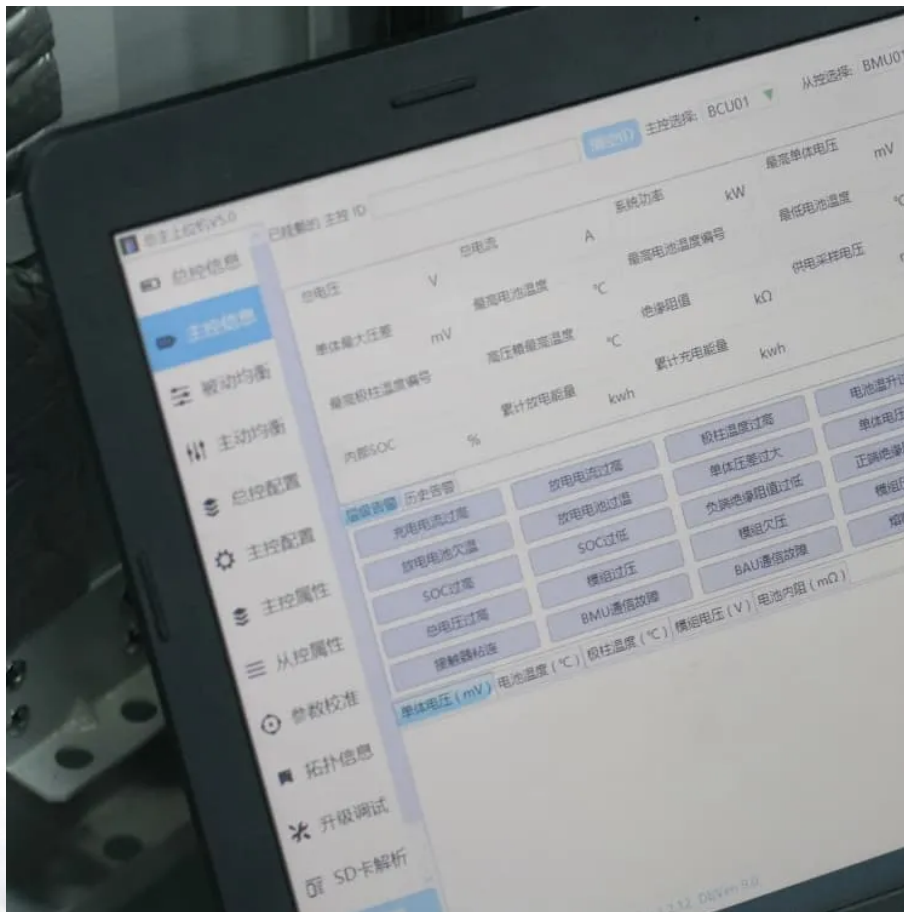 上位机V5.0
已挂载的 主控 ID
清空ID
主控选择: BCU01
从控选择: BMU01
总控信息
主控信息
被动均衡
主动均衡
总控配置
主控配置
主控属性
从控属性
参数校准
拓扑信息
升级调试
SD卡解析
总电压 V
总电流 A
系统功率 kW
最高单体电压 mV
单体最大压差 mV
最高电池温度 ℃
最高电池温度编号
最低电池温度 ℃
最高极柱温度编号
高压箱最高温度 ℃
绝缘阻值 kΩ
供电采样电压
内部SOC %
累计放电能量 kwh
累计充电能量 kwh
告警 历史告警
充电电流过高
放电电流过高
极柱温度过高
电池温升过
放电电池欠温
放电电池过温
单体压差过大
单体电压
SOC过高
SOC过低
负端绝缘阻值过低
正端绝缘
总电压过高
模组过压
模组欠压
模组
接触器粘连
BMU通信故障
BAU通信故障
单体电压(mV) 电池温度(℃) 极柱温度(℃) 模组电压(V) 电池内阻(mΩ)